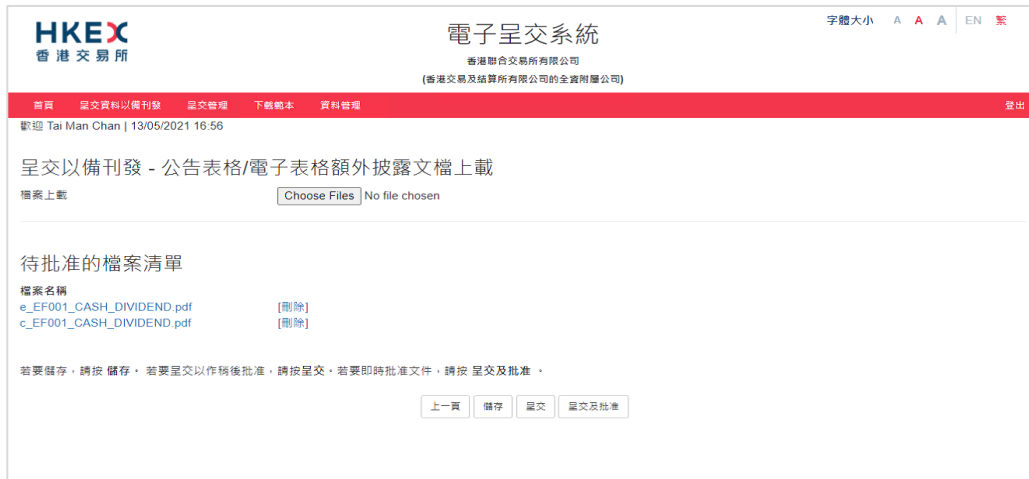 HKEX
香港交易所
電子呈交系統
香港聯合交易所有限公司
(香港交易及結算所有限公司的全資附屬公司)
字體大小 A A A EN 繁
首頁 呈交資料以備刊發 呈交管理 下載範本 資料管理 登出
歡迎 Tai Man Chan | 13/05/2021 16:56
呈交以備刊發 - 公告表格/電子表格額外披露文檔上載
檔案上載 Choose Files No file chosen
待批准的檔案清單
檔案名稱
e_EF001_CASH_DIVIDEND.pdf [刪除]
c_EF001_CASH_DIVIDEND.pdf [刪除]
若要儲存，請按 儲存。 若要呈交以作稍後批准，請按呈交。若要即時批准文件，請按 呈交及批准 。
上一頁 儲存 呈交 呈交及批准